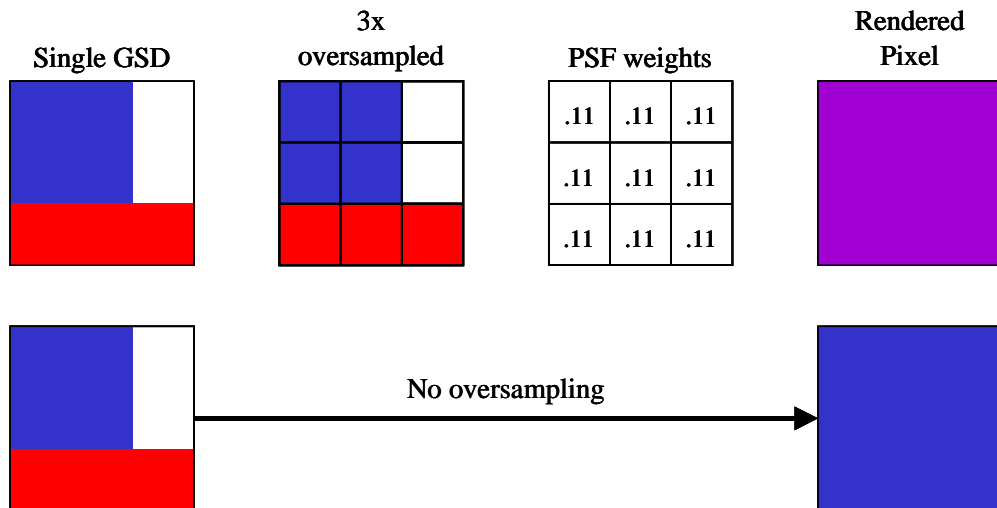 Single GSD
3x
oversampled
PSF weights
Rendered
Pixel
.11 .11 .11
.11 .11 .11
.11 .11 .11
No oversampling